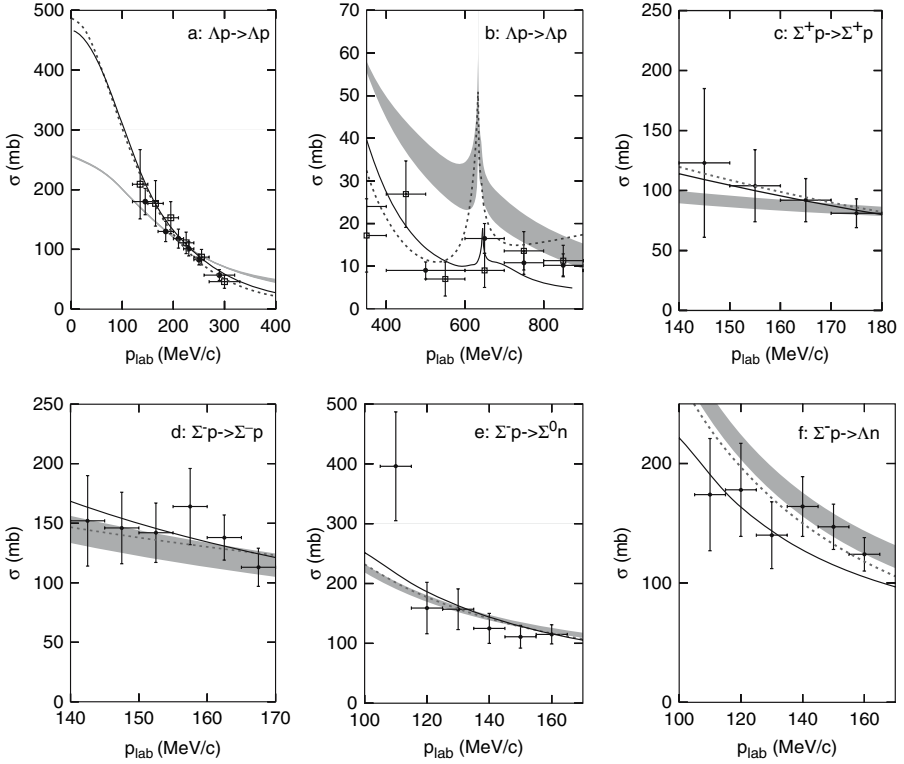 a: Λp->Λp
σ (mb)
500
400
300
200
100
0
0 100 200 300 400
p_lab (MeV/c)
b: Λp->Λp
σ (mb)
70
60
50
40
30
20
10
0
400 600 800
p_lab (MeV/c)
c: Σ⁺p->Σ⁺p
σ (mb)
250
200
150
100
50
0
140 150 160 170 180
p_lab (MeV/c)
d: Σ⁻p->Σ⁻p
σ (mb)
250
200
150
100
50
0
140 150 160 170
p_lab (MeV/c)
e: Σ⁻p->Σ⁰n
σ (mb)
500
400
300
200
100
0
100 120 140 160
p_lab (MeV/c)
f: Σ⁻p->Λn
σ (mb)
200
100
0
100 120 140 160
p_lab (MeV/c)